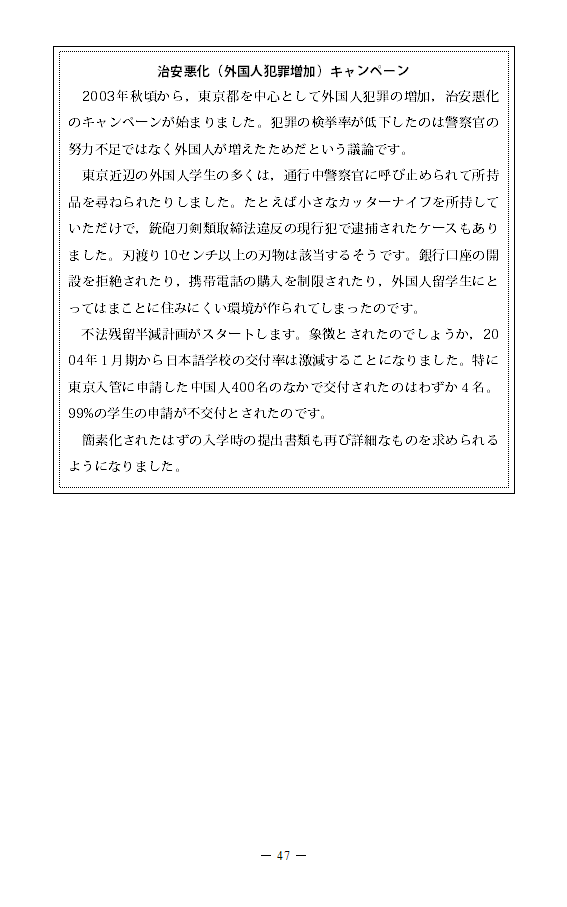 治安悪化（外国人犯罪増加）キャンペーン
2003年秋頃から，東京都を中心として外国人犯罪の増加，治安悪化
のキャンペーンが始まりました。犯罪の検挙率が低下したのは警察官の
努力不足ではなく外国人が増えたためだという議論です。
東京近辺の外国人学生の多くは，通行中警察官に呼び止められて所持
品を尋ねられたりしました。たとえば小さなカッターナイフを所持して
いただけで，銃砲刀剣類取締法違反の現行犯で逮捕されたケースもあり
ました。刃渡り10センチ以上の刃物は該当するそうです。銀行口座の開
設を拒絶されたり，携帯電話の購入を制限されたり，外国人留学生にと
ってはまことに住みにくい環境が作られてしまったのです。
不法残留半減計画がスタートします。象徴とされたのでしょうか，20
04年１月期から日本語学校の交付率は激減することになりました。特に
東京入管に申請した中国人400名のなかで交付されたのはわずか４名。
99%の学生の申請が不交付とされたのです。
簡素化されたはずの入学時の提出書類も再び詳細なものを求められる
ようになりました。
― 47 ―